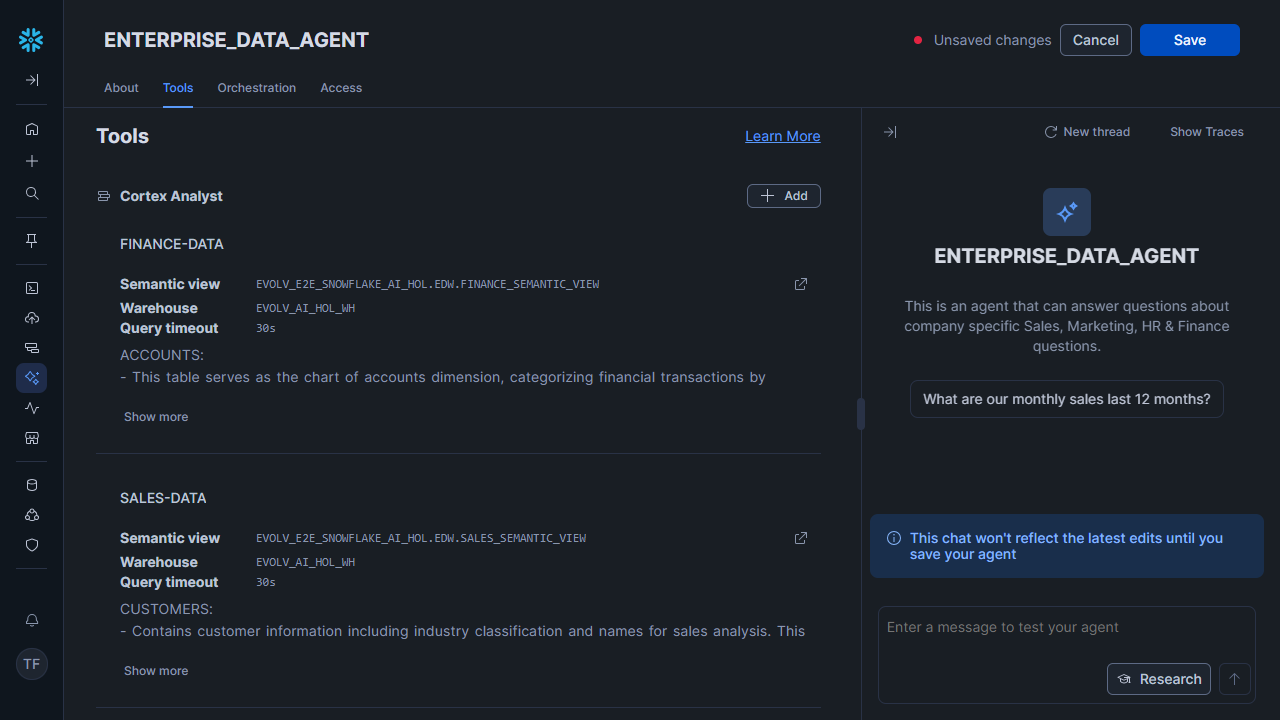 ENTERPRISE_DATA_AGENT
Unsaved changes
Cancel
Save
About
Tools
Orchestration
Access
Tools
Learn More
Cortex Analyst
Add
FINANCE-DATA
Semantic view
EVOLV_E2E_SNOWFLAKE_AI_HOL.EDW.FINANCE_SEMANTIC_VIEW
Warehouse
EVOLV_AI_HOL_WH
Query timeout
30s
ACCOUNTS:
- This table serves as the chart of accounts dimension, categorizing financial transactions by
Show more
SALES-DATA
Semantic view
EVOLV_E2E_SNOWFLAKE_AI_HOL.EDW.SALES_SEMANTIC_VIEW
Warehouse
EVOLV_AI_HOL_WH
Query timeout
30s
CUSTOMERS:
- Contains customer information including industry classification and names for sales analysis. This
Show more
TF
New thread
Show Traces
ENTERPRISE_DATA_AGENT
This is an agent that can answer questions about
company specific Sales, Marketing, HR & Finance
questions.
What are our monthly sales last 12 months?
This chat won't reflect the latest edits until you
save your agent
Enter a message to test your agent
Research